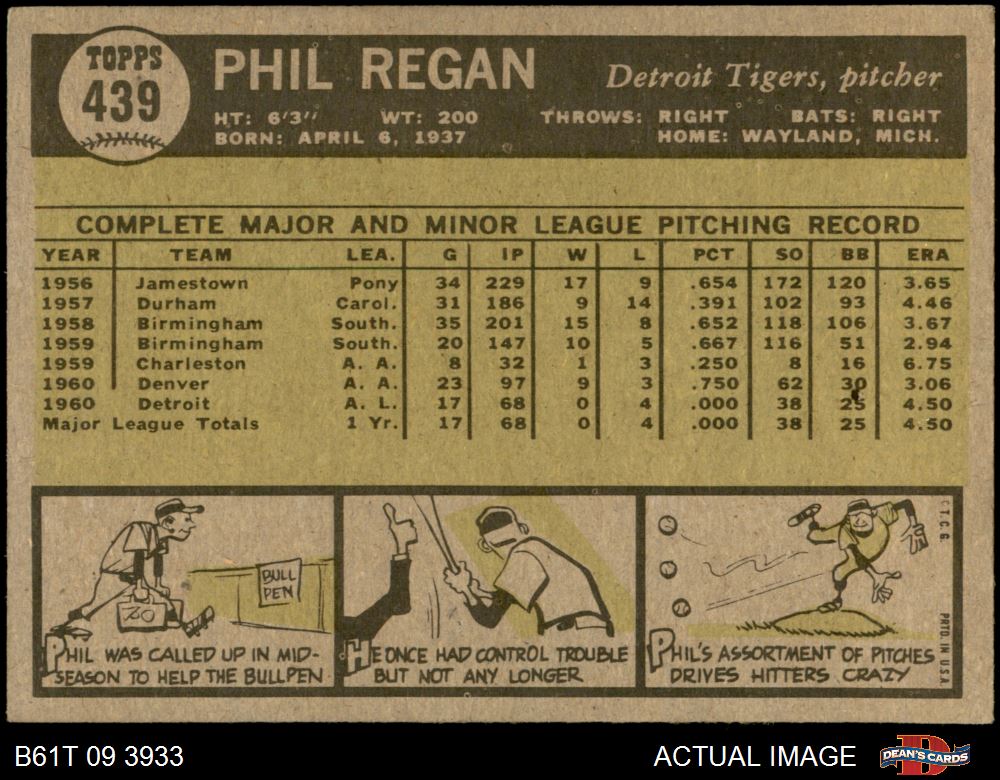 TOPPS
439
PHIL REGAN
Detroit Tigers, pitcher
HT: 6'3" WT: 200 THROWS: RIGHT BATS: RIGHT
BORN: APRIL 6, 1937 HOME: WAYLAND, MICH.
COMPLETE MAJOR AND MINOR LEAGUE PITCHING RECORD
YEAR TEAM LEA. G IP W L PCT SO BB ERA
1956 Jamestown Pony 34 229 17 9 .654 172 120 3.65
1957 Durham Carol. 31 186 9 14 .391 102 93 4.46
1958 Birmingham South. 35 201 15 8 .652 118 106 3.67
1959 Birmingham South. 20 147 10 5 .667 116 51 2.94
1959 Charleston A. A. 8 32 1 3 .250 8 16 6.75
1960 Denver A. A. 23 97 9 3 .750 62 30 3.06
1960 Detroit A. L. 17 68 0 4 .000 38 25 4.50
Major League Totals 1 Yr. 17 68 0 4 .000 38 25 4.50
BULL
PEN
20
PHIL WAS CALLED UP IN MID-
SEASON TO HELP THE BULLPEN
HE ONCE HAD CONTROL TROUBLE
BUT NOT ANY LONGER
PHIL'S ASSORTMENT OF PITCHES
DRIVES HITTERS CRAZY
© T. C. G. PRTD. IN U.S.A.
B61T 09 3933
ACTUAL IMAGE
DEAN'S CARDS